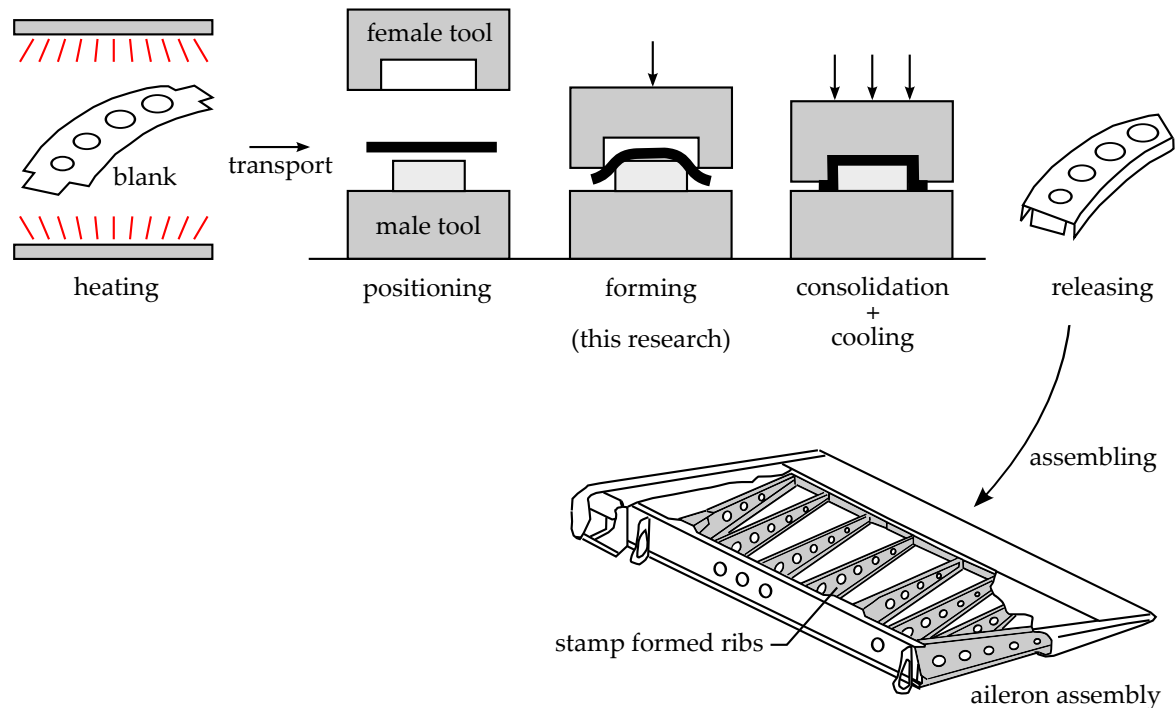 female tool
blank
transport
male tool
heating
positioning
forming
(this research)
consolidation
+
cooling
releasing
assembling
stamp formed ribs
aileron assembly